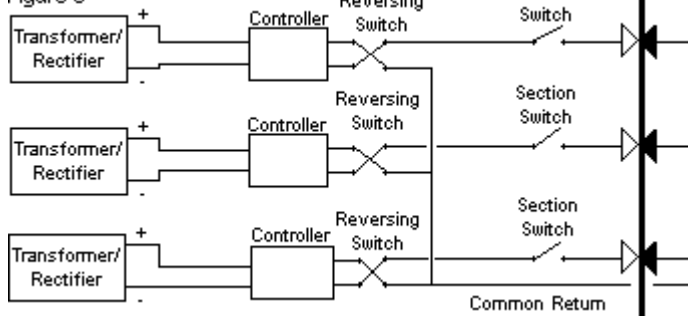 Reversing
Switch
Controller
Switch
+
Transformer/
Rectifier
-
Reversing
Switch
Controller
Section
Switch
+
Transformer/
Rectifier
-
Reversing
Switch
Controller
Section
Switch
+
Transformer/
Rectifier
-
Common Return